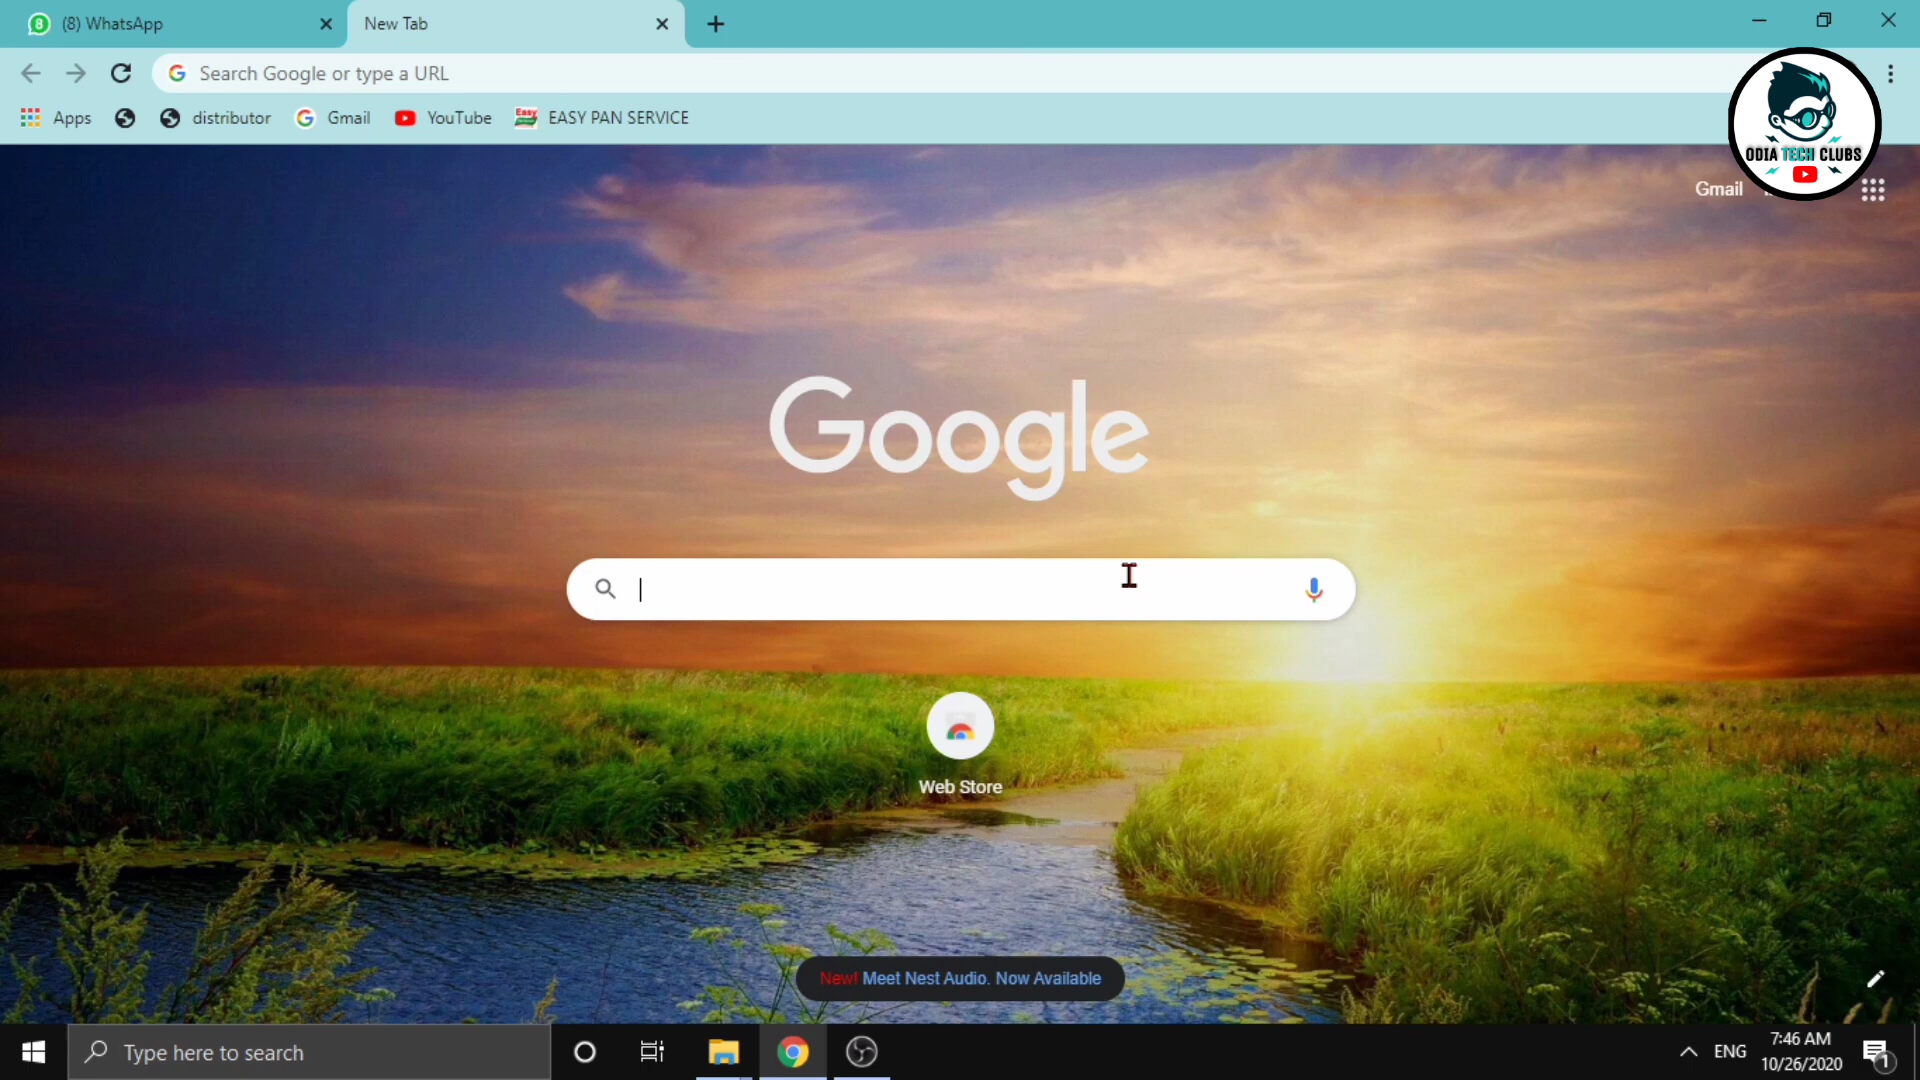 (8) WhatsApp
New Tab
Search Google or type a URL
Apps
distributor
Gmail
YouTube
Easy
EASY PAN SERVICE
ODIA TECH CLUBS
Gmail
Google
Web Store
New! Meet Nest Audio. Now Available
Type here to search
ENG
7:46 AM
10/26/2020
1